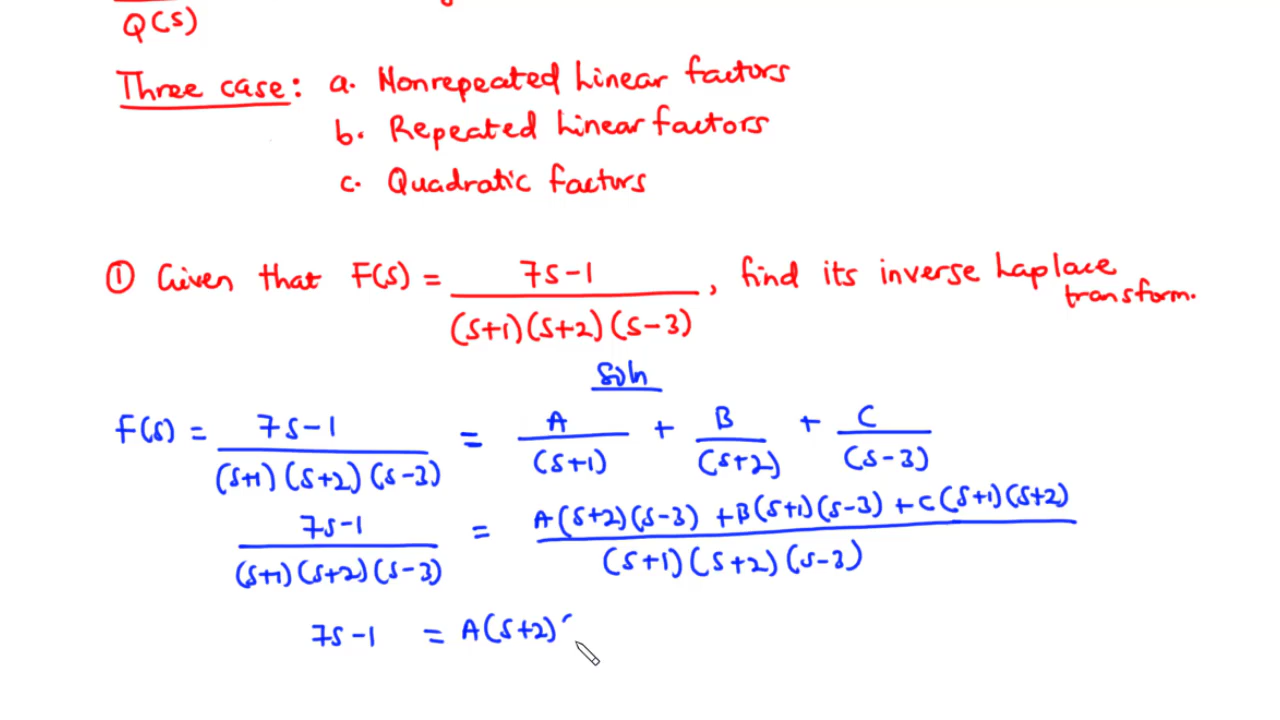 Q(s)
Three case: a. Nonrepeated Linear factors
b. Repeated Linear factors
c. Quadratic factors
① Given that F(s) = 7s-1 / (s+1)(s+2)(s-3), find its inverse Laplace transform.
Soln
F(s) = 7s-1 / (s+1)(s+2)(s-3) = A / (s+1) + B / (s+2) + C / (s-3)
7s-1 / (s+1)(s+2)(s-3) = A(s+2)(s-3) + B(s+1)(s-3) + C(s+1)(s+2) / (s+1)(s+2)(s-3)
7s-1 = A(s+2)